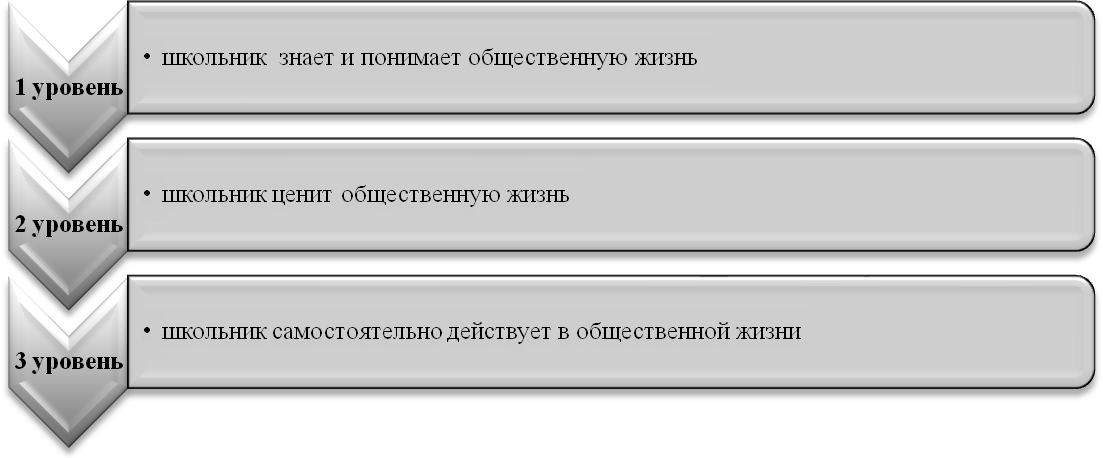 1 уровень
• школьник знает и понимает общественную жизнь
2 уровень
• школьник ценит общественную жизнь
3 уровень
• школьник самостоятельно действует в общественной жизни